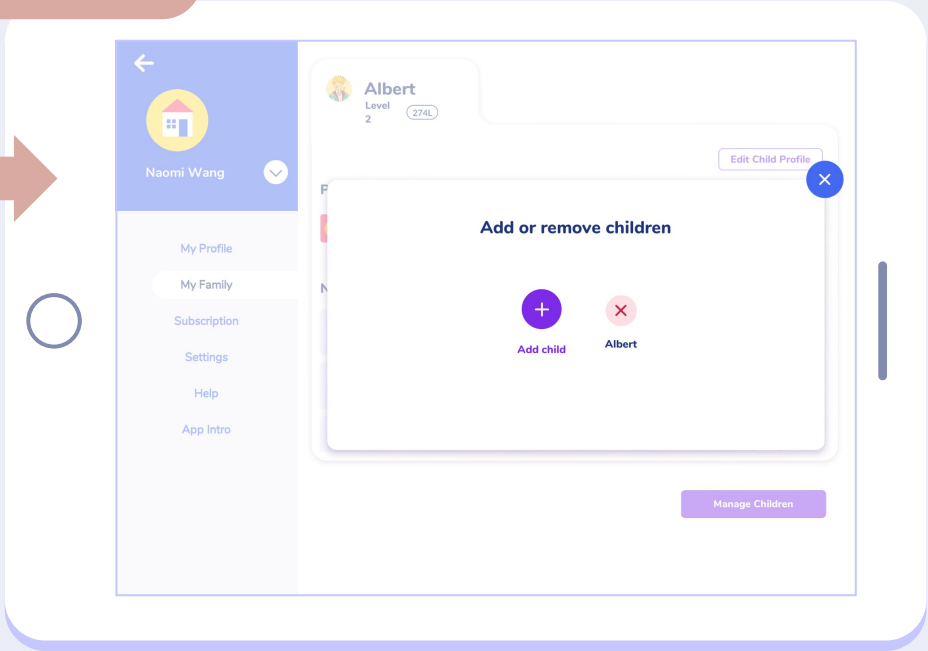 Albert
Level
2
274L
Naomi Wang
Edit Child Profile
P
Add or remove children
My Profile
My Family
N
Subscription
Add child
Albert
Settings
Help
App Intro
Manage Children